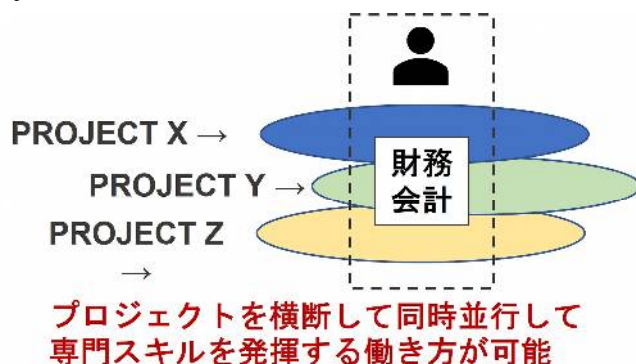 PROJECT X →
財務
会計
PROJECT Y →
PROJECT Z
→
プロジェクトを横断して同時並行して
専門スキルを発揮する働き方が可能